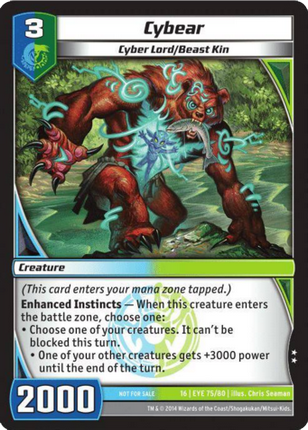 3
Cybear
Cyber Lord/Beast Kin
Creature
(This card enters your mana zone tapped.)
Enhanced Instincts — When this creature enters
the battle zone, choose one:
• Choose one of your creatures. It can't be
blocked this turn.
• One of your other creatures gets +3000 power
until the end of the turn.
2000
NOT FOR SALE
16 | EYE 75/80 | illus. Chris Seaman
TM & © 2014 Wizards of the Coast/Shogakukan/Mitsui-Kids.